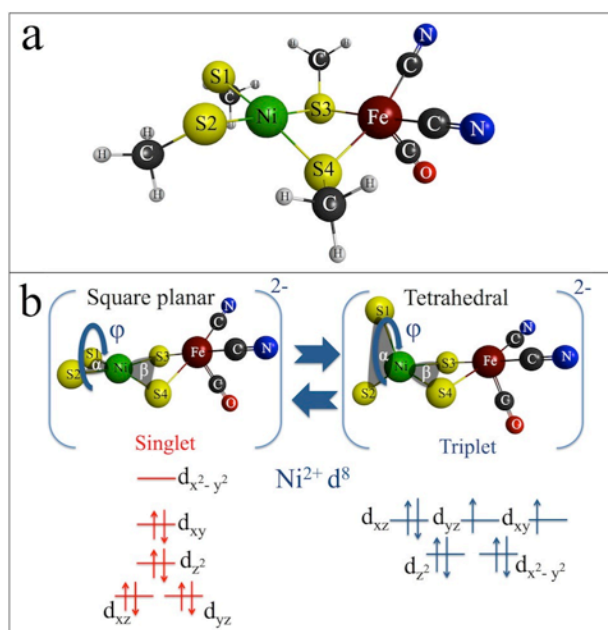 a
N
C
H H
S1
C
S3
Fe
C
N
S2
Ni
C
S4
O
H
H
C
H
H
C
H
H
H
b
2-
2-
Square planar
Tetrahedral
φ
φ
S1
S2
α
Ni
β
S3
S4
Fe
C
N
C
N
C
O
S1
S2
α
Ni
β
S3
S4
Fe
C
N
C
N
C
O
Singlet
Triplet
Ni²⁺ d⁸
dx²- y²
dxy
dz²
dxz dyz
dxz dyz dxy
dz² dx²- y²